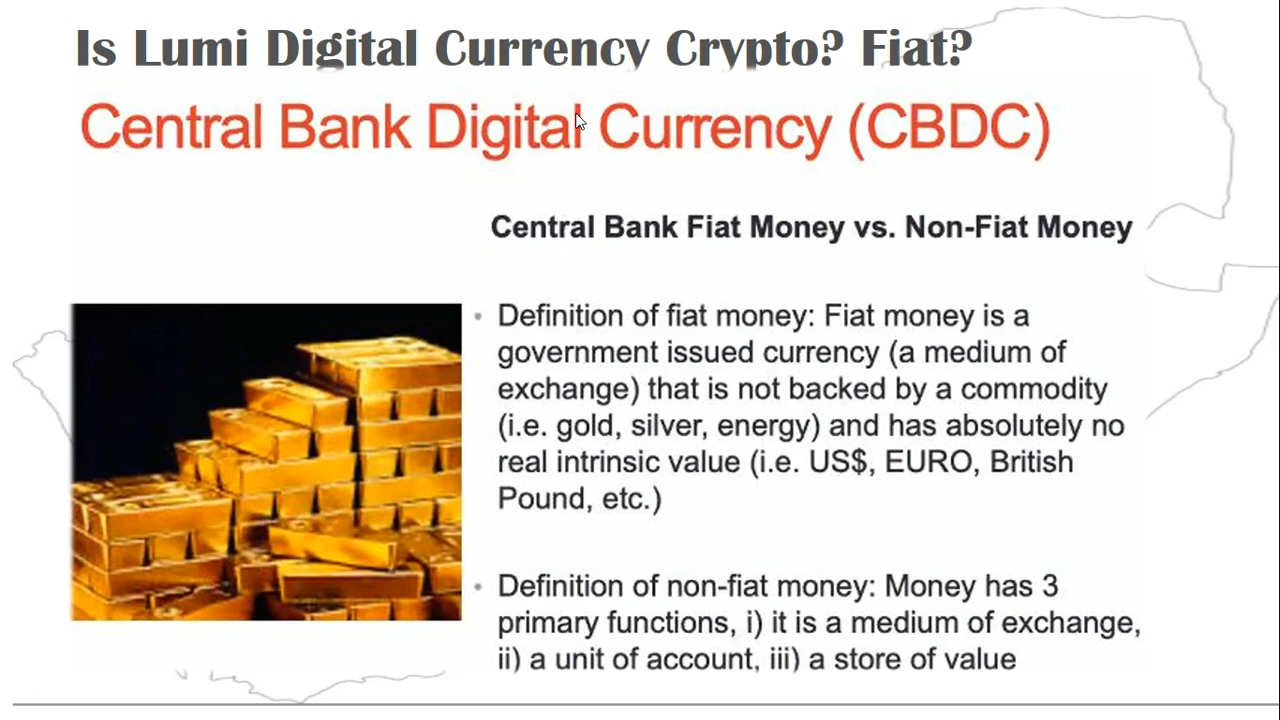 Is Lumi Digital Currency Crypto? Fiat?
Central Bank Digital Currency (CBDC)
Central Bank Fiat Money vs. Non-Fiat Money
• Definition of fiat money: Fiat money is a
government issued currency (a medium of
exchange) that is not backed by a commodity
(i.e. gold, silver, energy) and has absolutely no
real intrinsic value (i.e. US$, EURO, British
Pound, etc.)
• Definition of non-fiat money: Money has 3
primary functions, i) it is a medium of exchange,
ii) a unit of account, iii) a store of value